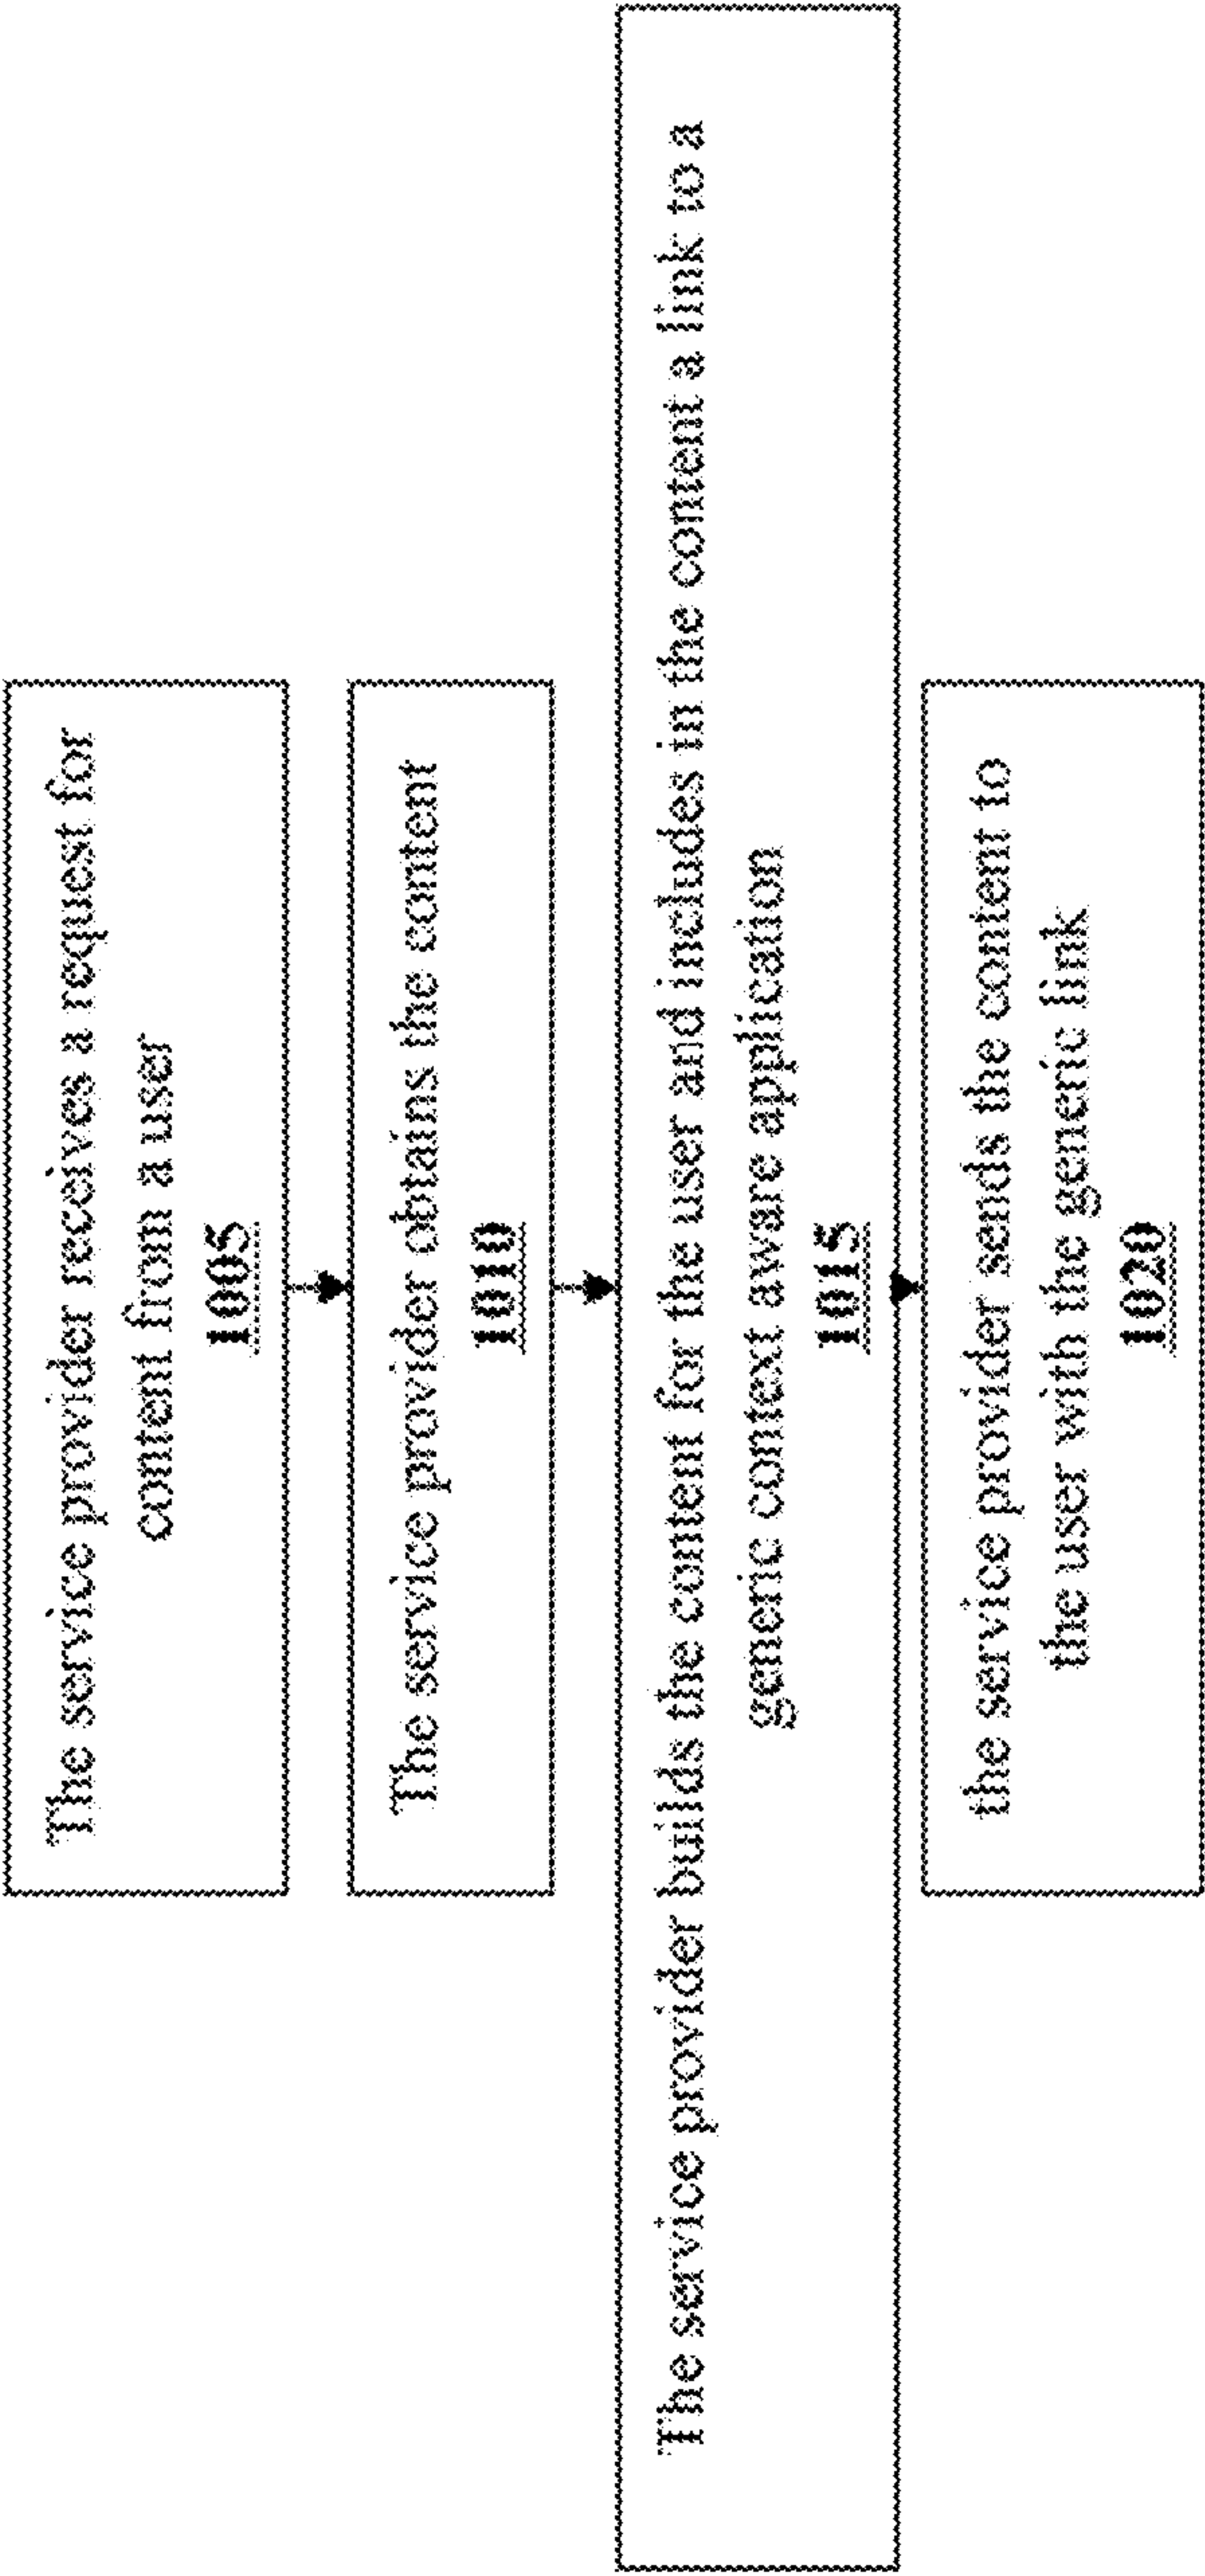 The service provider receives a request for
content from a user
1005
The service provider obtains the content
1010
The service provider builds the content for the user and includes in the content a link to a
generic context aware application
1015
the service provider sends the content to
the user with the generic link
1020